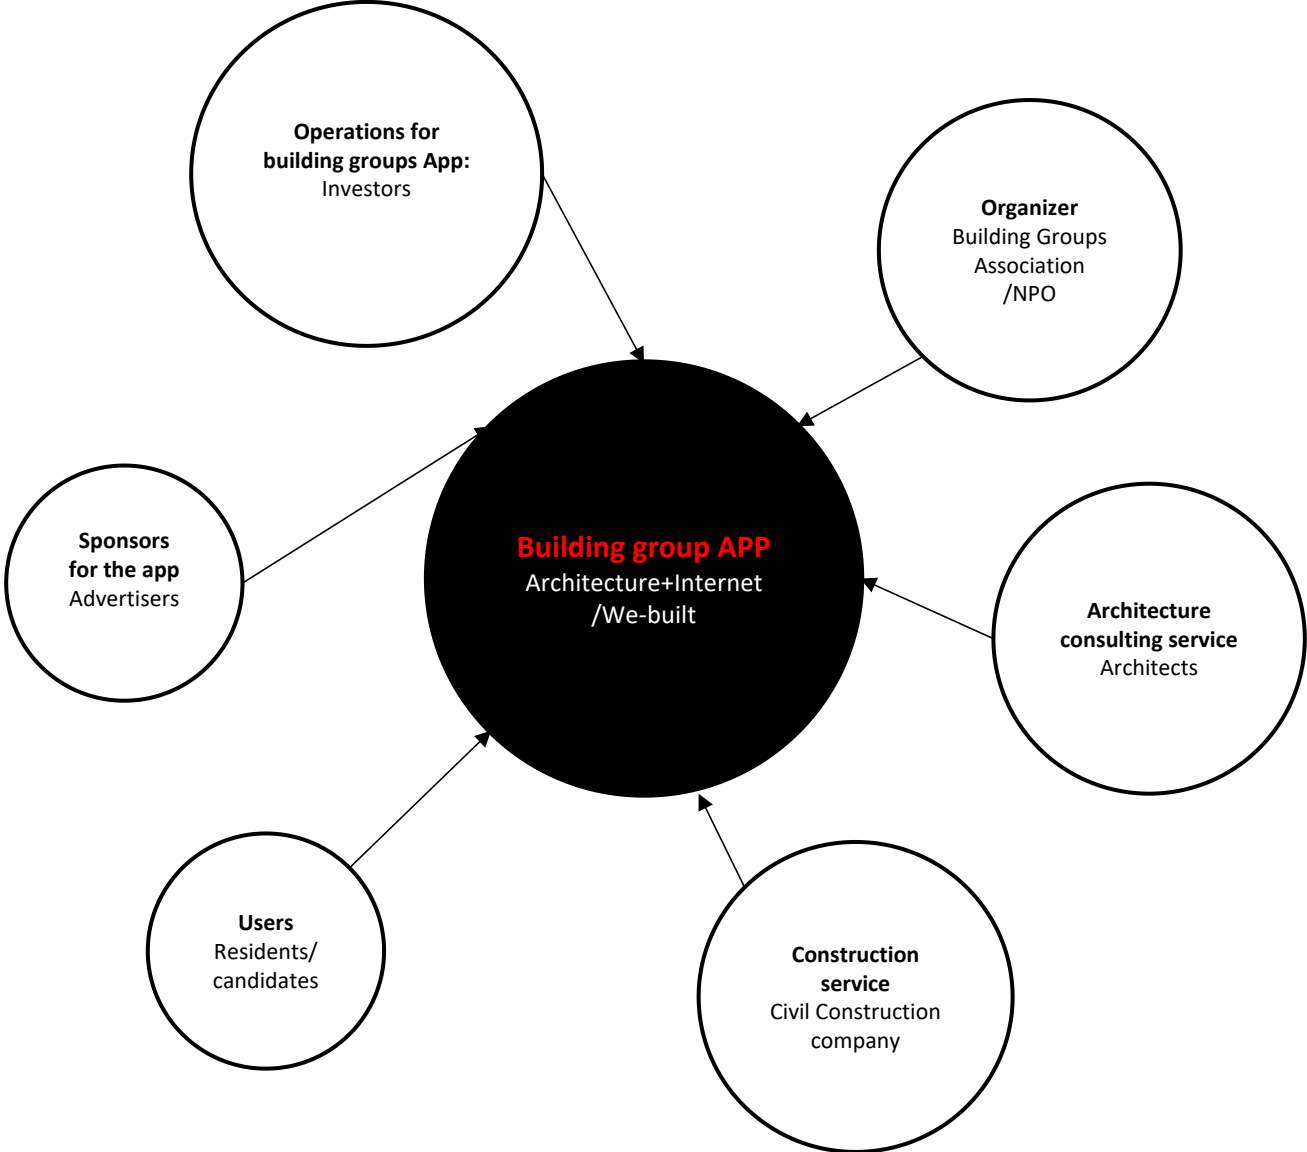 Operations for
building groups App:
Investors
Organizer
Building Groups
Association
/NPO
Sponsors
for the app
Advertisers
Building group APP
Architecture+Internet
/We-built
Architecture
consulting service
Architects
Users
Residents/
candidates
Construction
service
Civil Construction
company